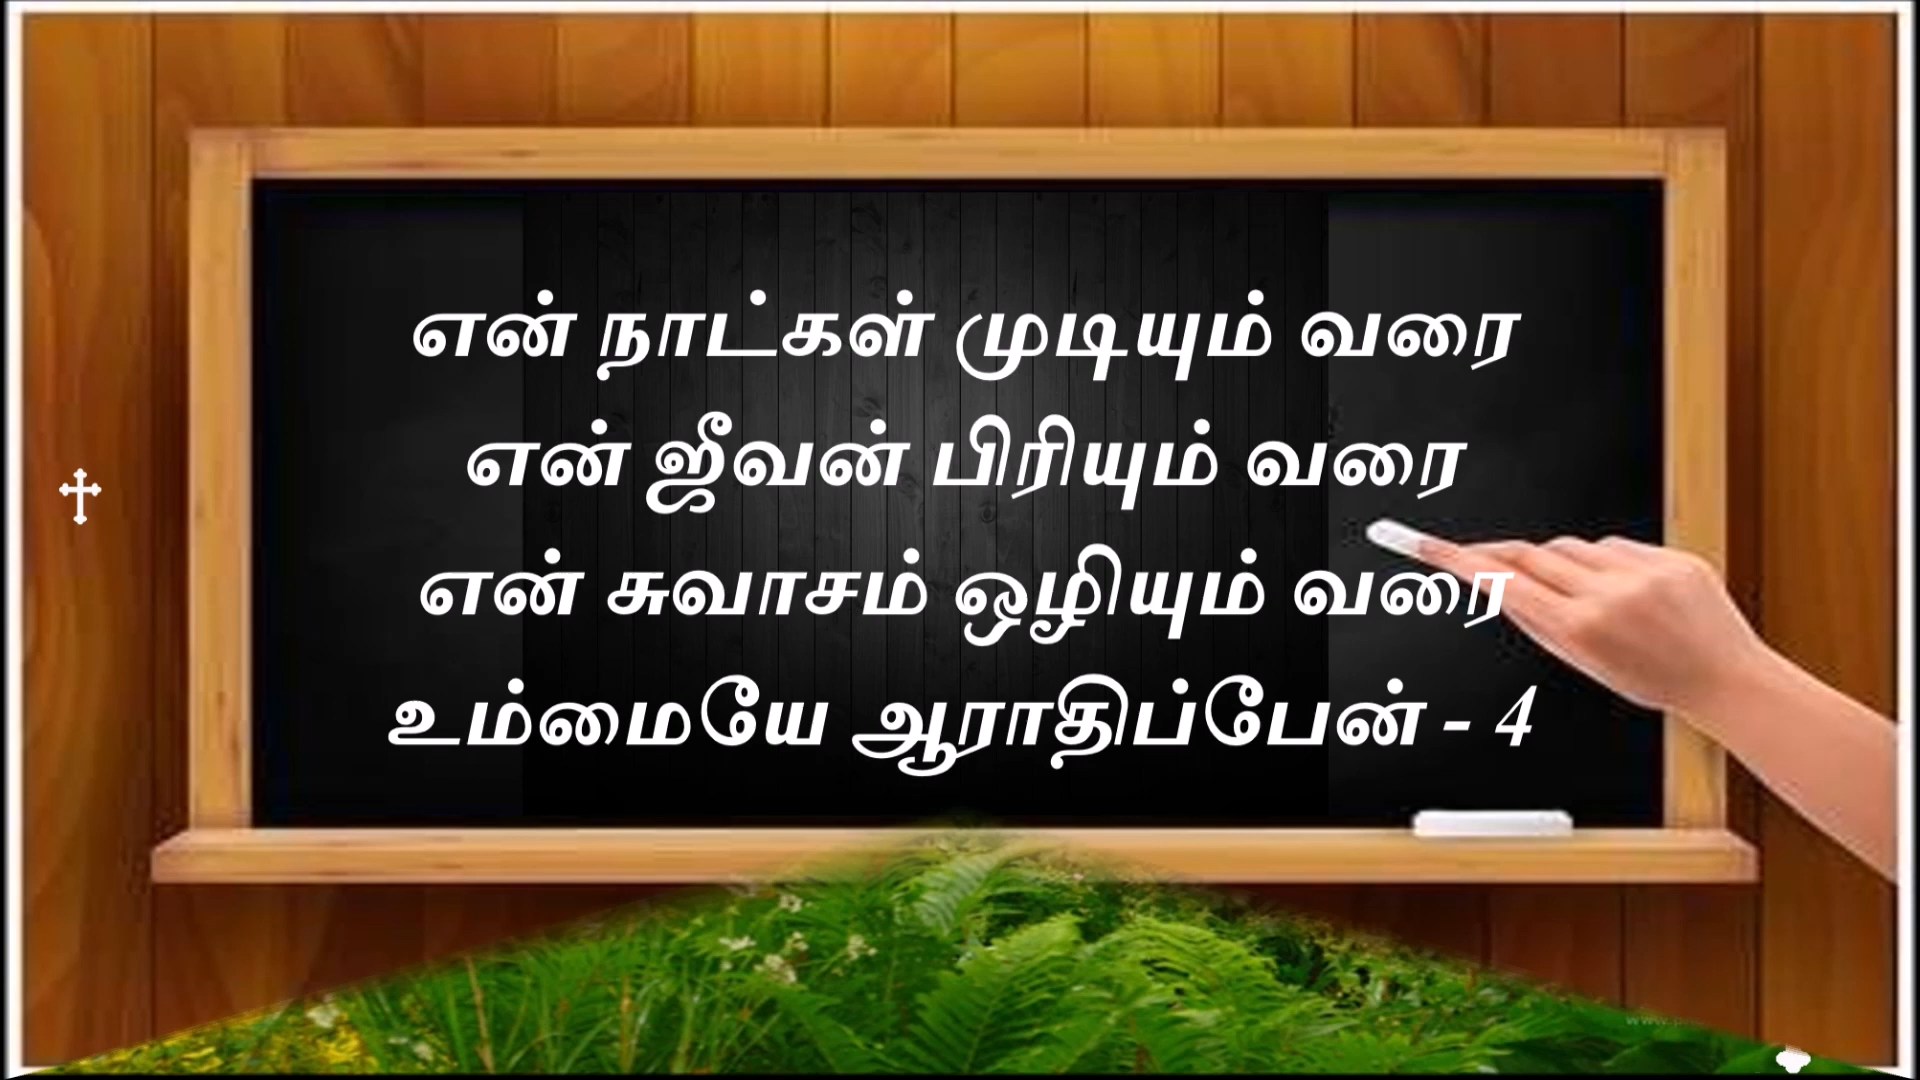 என் நாட்கள் முடியும் வரை
என் ஜீவன் பிரியும் வரை
என் சுவாசம் ஒழியும் வரை
உம்மையே ஆராதிப்பேன் - 4